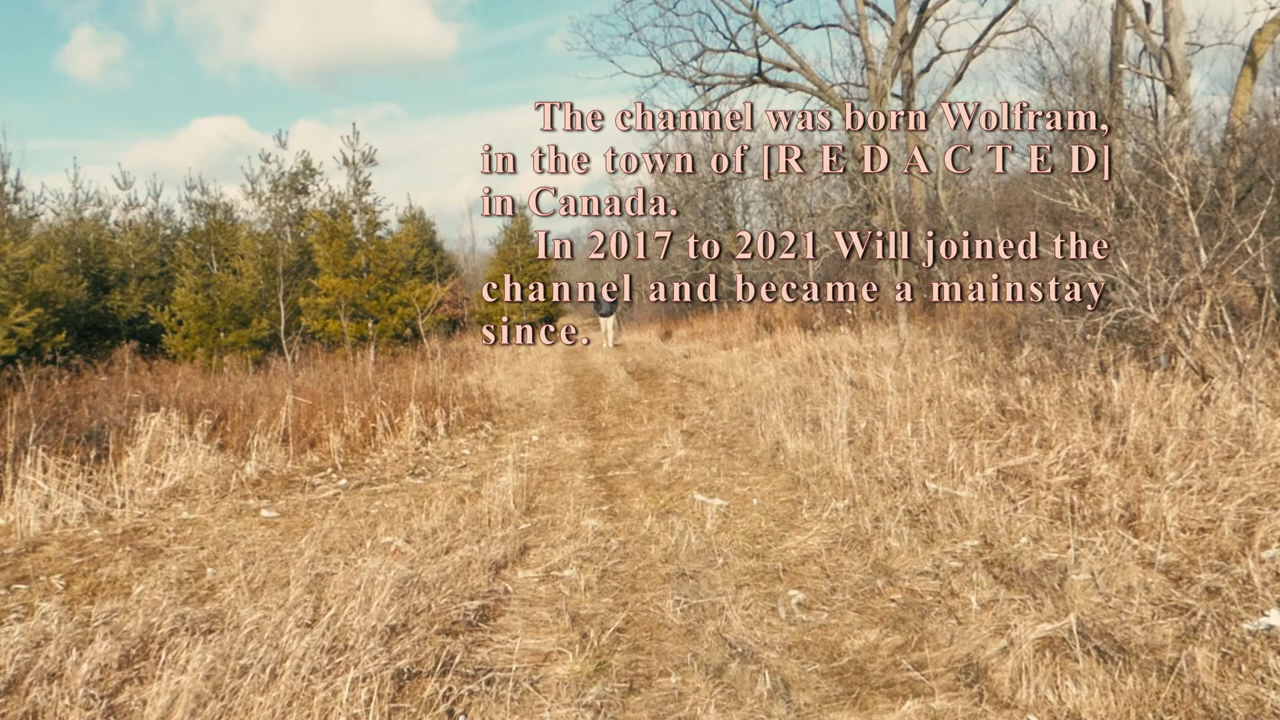 The channel was born Wolfram,
in the town of [R E D A C T E D]
in Canada.
In 2017 to 2021 Will joined the
channel and became a mainstay
since.